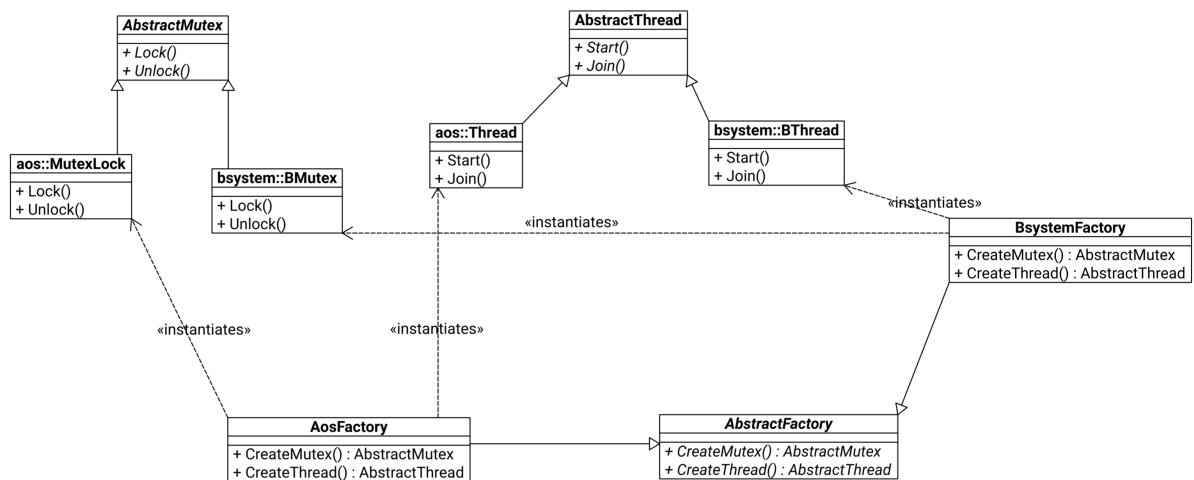 AbstractMutex
+ Lock()
+ Unlock()
AbstractThread
+ Start()
+ Join()
aos::MutexLock
+ Lock()
+ Unlock()
bsystem::BMutex
+ Lock()
+ Unlock()
aos::Thread
+ Start()
+ Join()
bsystem::BThread
+ Start()
+ Join()
«instantiates»
«instantiates»
BsystemFactory
+ CreateMutex() : AbstractMutex
+ CreateThread() : AbstractThread
«instantiates»
«instantiates»
AosFactory
+ CreateMutex() : AbstractMutex
+ CreateThread() : AbstractThread
AbstractFactory
+ CreateMutex() : AbstractMutex
+ CreateThread() : AbstractThread